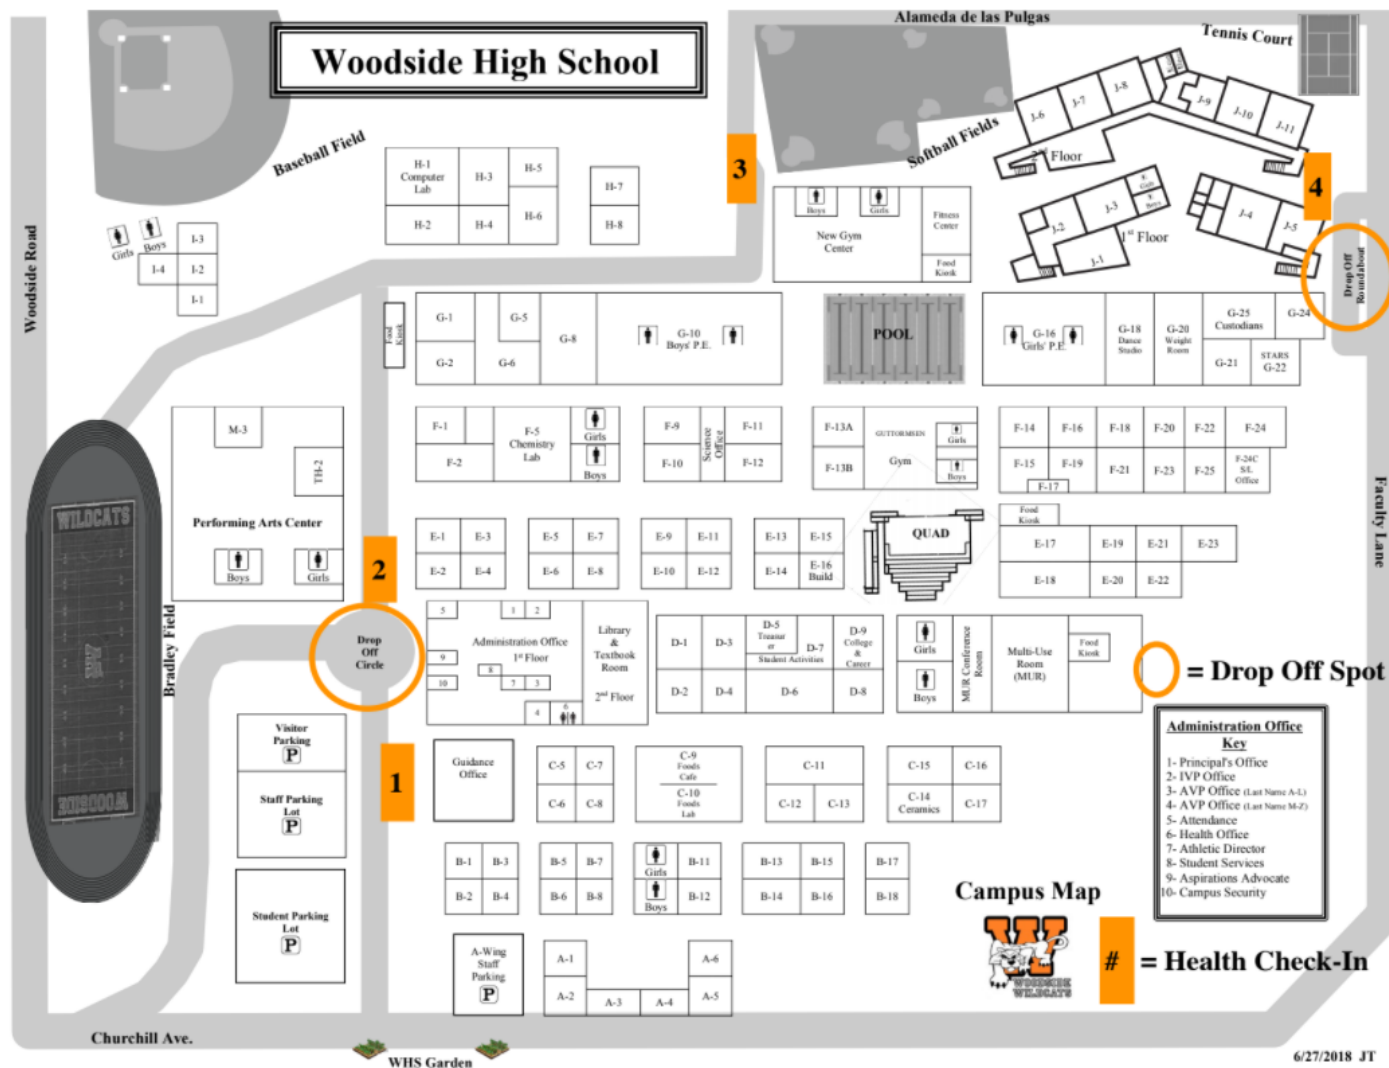 Alameda de las Pulgas
Woodside High School
Tennis Court
Baseball Field
Softball Fields
Woodside Road
3
4
J-6
J-7
J-8
J-9
J-10
J-11
2nd Floor
J-1
J-2
J-3
Girls
Boys
J-4
J-5
1st Floor
Drop Off
Roundabout
H-1
Computer
Lab
H-3
H-5
H-2
H-4
H-6
H-7
H-8
Girls
Boys
I-3
I-4
I-2
I-1
Boys
Girls
New Gym
Center
Fitness
Center
Food
Kiosk
Food
Kiosk
G-1
G-5
G-2
G-6
G-8
G-10
Boys' P.E.
POOL
G-16
Girls' P.E.
G-18
Dance
Studio
G-20
Weight
Room
G-25
Custodians
G-24
G-21
STARS
G-22
M-3
TH-2
Performing Arts Center
Boys
Girls
F-1
F-2
F-5
Chemistry
Lab
Girls
Boys
F-9
F-10
Science
Office
F-11
F-12
F-13A
F-13B
GUTTORMSEN
Gym
Girls
Boys
F-14
F-16
F-18
F-20
F-22
F-24
F-15
F-19
F-17
F-21
F-23
F-25
F-24C
S/L
Office
Faculty Lane
WILDCATS
WOODSIDE
Bradley Field
2
E-1
E-3
E-5
E-7
E-9
E-11
E-13
E-15
E-2
E-4
E-6
E-8
E-10
E-12
E-14
E-16
Build
QUAD
Food
Kiosk
E-17
E-19
E-21
E-23
E-18
E-20
E-22
Drop
Off
Circle
5
1
2
Administration Office
1st Floor
9
8
10
7
3
4
6
Library
&
Textbook
Room
2nd Floor
D-1
D-3
D-5
Treasur
er
D-7
Student Activities
D-9
College
&
Career
D-2
D-4
D-6
D-8
Girls
Boys
MUR Conference
Room
Multi-Use
Room
(MUR)
Food
Kiosk
= Drop Off Spot
Visitor
Parking
P
Staff Parking
Lot
P
Student Parking
Lot
P
1
Guidance
Office
C-5
C-7
C-6
C-8
C-9
Foods
Cafe
C-10
Foods
Lab
C-11
C-12
C-13
C-15
C-16
C-14
Ceramics
C-17
Administration Office
Key
1- Principal's Office
2- IVP Office
3- AVP Office (Last Name A-L)
4- AVP Office (Last Name M-Z)
5- Attendance
6- Health Office
7- Athletic Director
8- Student Services
9- Aspirations Advocate
10- Campus Security
B-1
B-3
B-5
B-7
Girls
B-11
B-13
B-15
B-17
B-2
B-4
B-6
B-8
Boys
B-12
B-14
B-16
B-18
A-Wing
Staff
Parking
P
A-1
A-2
A-3
A-4
A-5
A-6
Campus Map
W
WOODSIDE
WILDCATS
# = Health Check-In
Churchill Ave.
WHS Garden
6/27/2018 JT